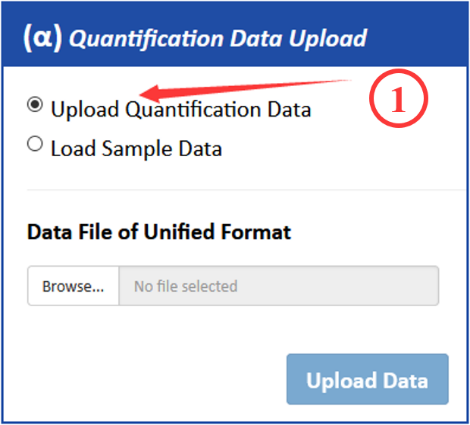 (α) Quantification Data Upload
Upload Quantification Data
1
Load Sample Data
Data File of Unified Format
Browse... No file selected
Upload Data